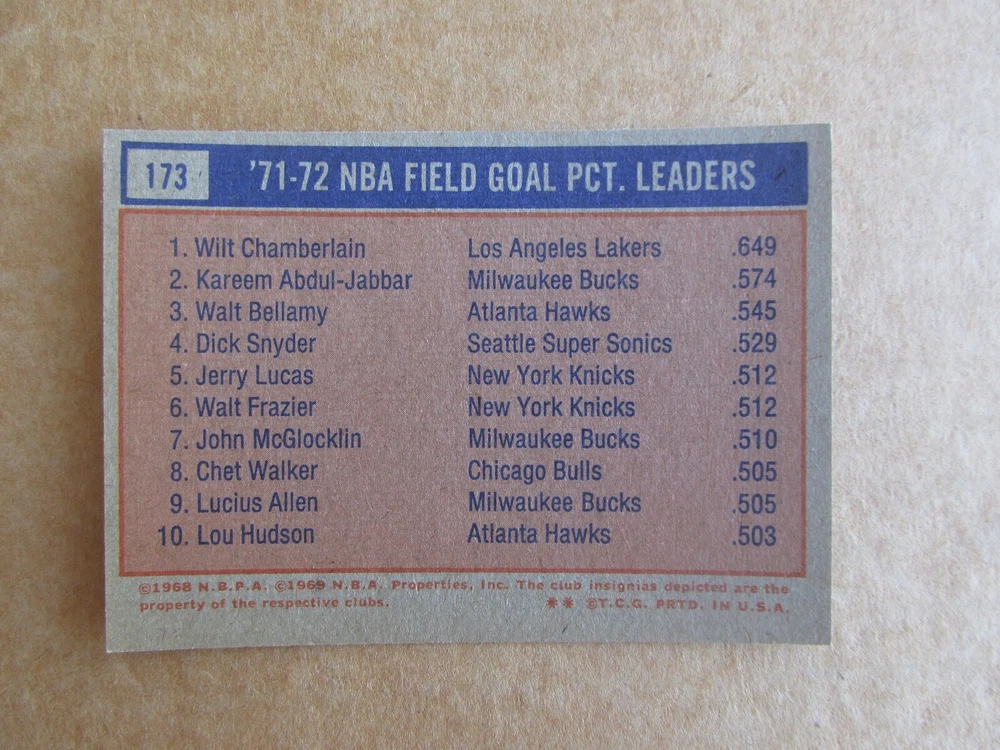 173 '71-72 NBA FIELD GOAL PCT. LEADERS
1. Wilt Chamberlain Los Angeles Lakers .649
2. Kareem Abdul-Jabbar Milwaukee Bucks .574
3. Walt Bellamy Atlanta Hawks .545
4. Dick Snyder Seattle Super Sonics .529
5. Jerry Lucas New York Knicks .512
6. Walt Frazier New York Knicks .512
7. John McGlocklin Milwaukee Bucks .510
8. Chet Walker Chicago Bulls .505
9. Lucius Allen Milwaukee Bucks .505
10. Lou Hudson Atlanta Hawks .503
©1968 N.B.P.A. ©1969 N.B.A. Properties, Inc. The club insignias depicted are the
property of the respective clubs. ** ©T.C.G. PRTD. IN U.S.A.